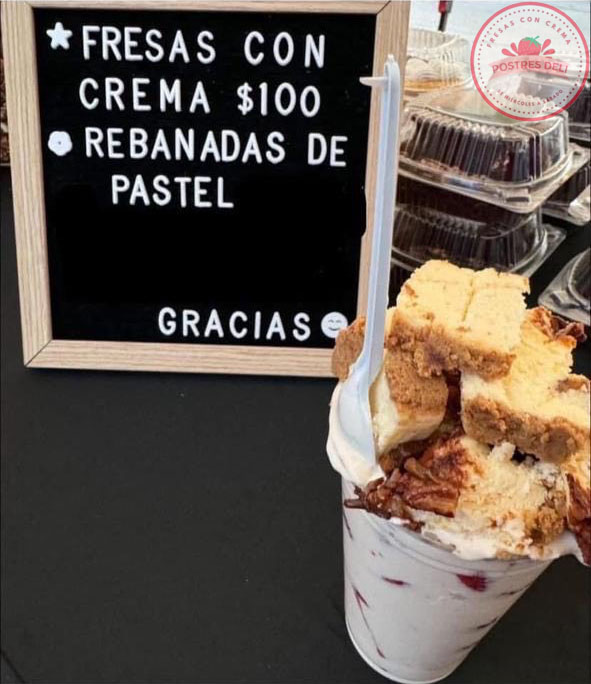 FRESAS CON
CREMA $100
REBANADAS DE
PASTEL
GRACIAS
FRESAS CON CREMA
POSTRES DELI